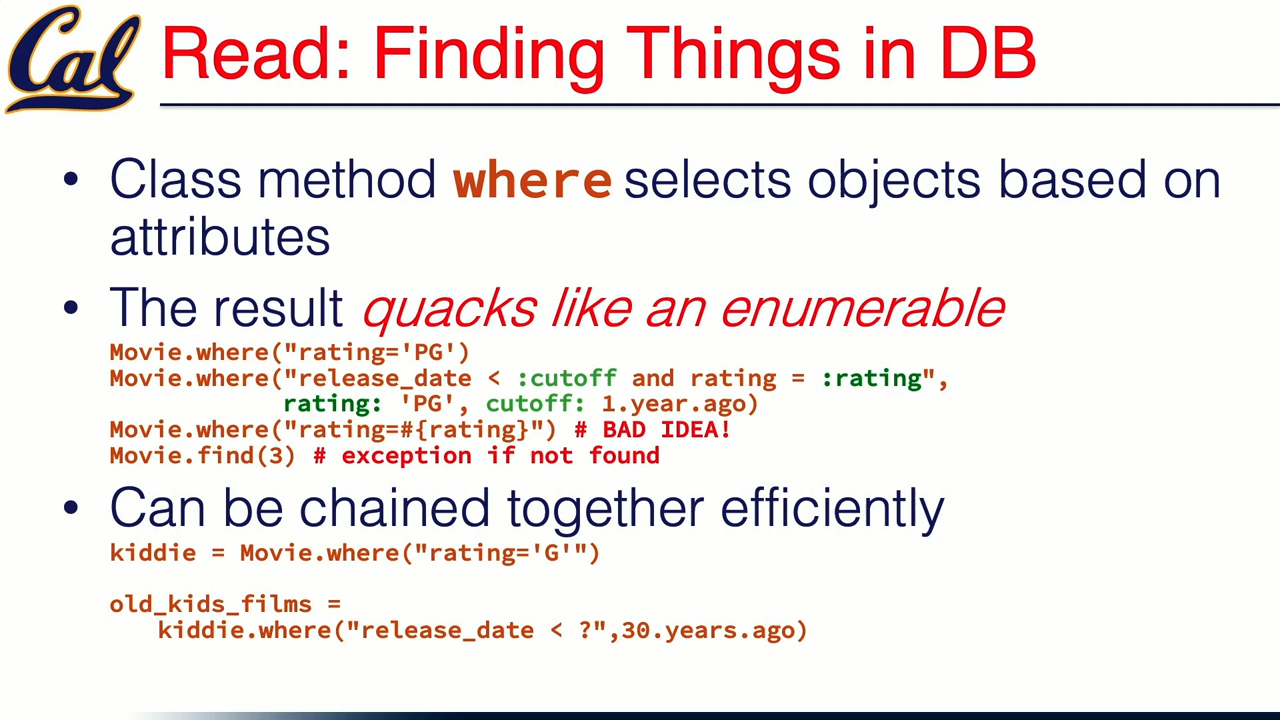 Cal
Read: Finding Things in DB
• Class method where selects objects based on
attributes
• The result quacks like an enumerable
Movie.where("rating='PG')
Movie.where("release_date < :cutoff and rating = :rating",
rating: 'PG', cutoff: 1.year.ago)
Movie.where("rating=#{rating}") # BAD IDEA!
Movie.find(3) # exception if not found
• Can be chained together efficiently
kiddie = Movie.where("rating='G'")
old_kids_films =
kiddie.where("release_date < ?",30.years.ago)